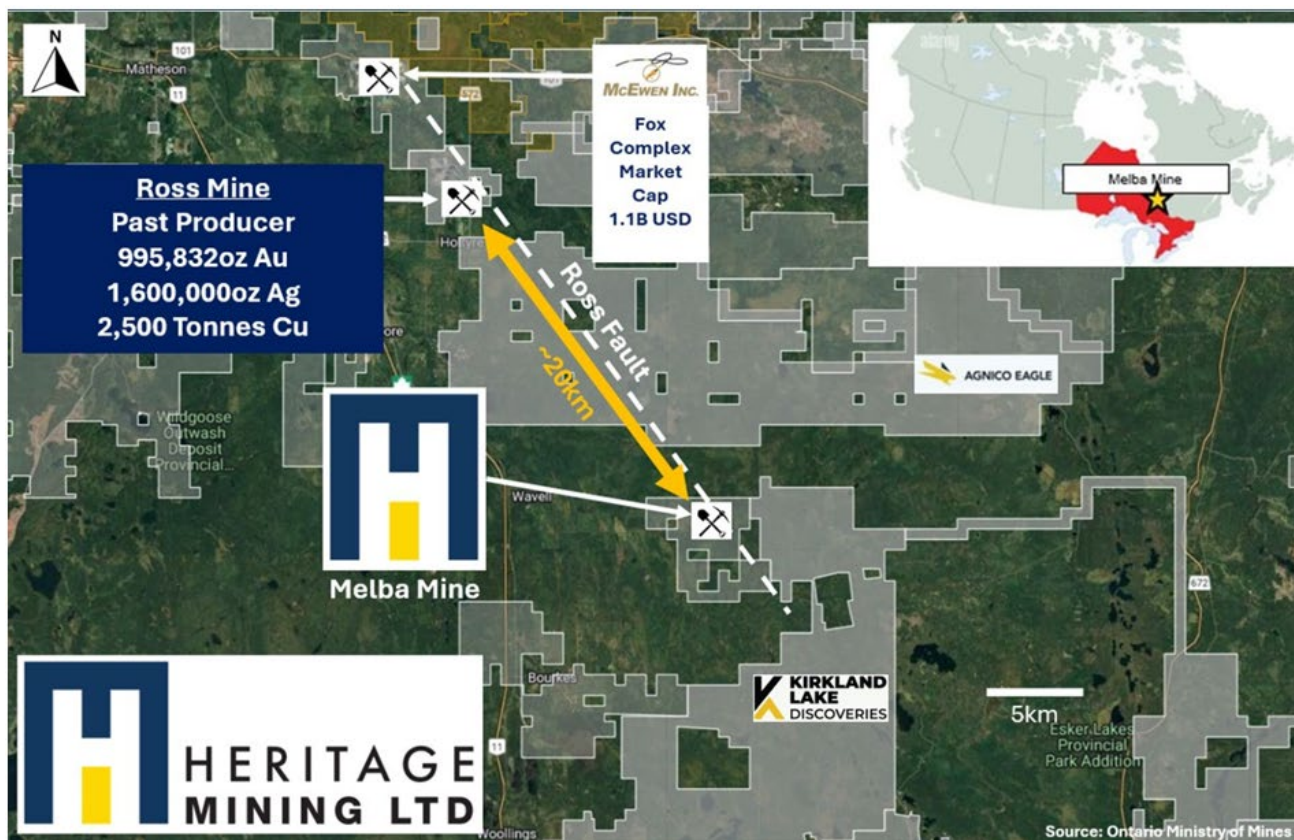 N
101
Matheson
11
572
McEWEN INC.
Fox
Complex
Market
Cap
1.1B USD
Melba Mine
Ross Mine
Past Producer
995,832oz Au
1,600,000oz Ag
2,500 Tonnes Cu
Holtyre
ore
Ross Fault
~20km
AGNICO EAGLE
Wildgoose
Outwash
Deposit
Provincial...
Wavell
Melba Mine
672
Bourkes
KIRKLAND
LAKE
DISCOVERIES
5km
Esker Lakes
Provincial
Park Addition
11
HERITAGE
MINING LTD
Woollings
Source: Ontario Ministry of Mines